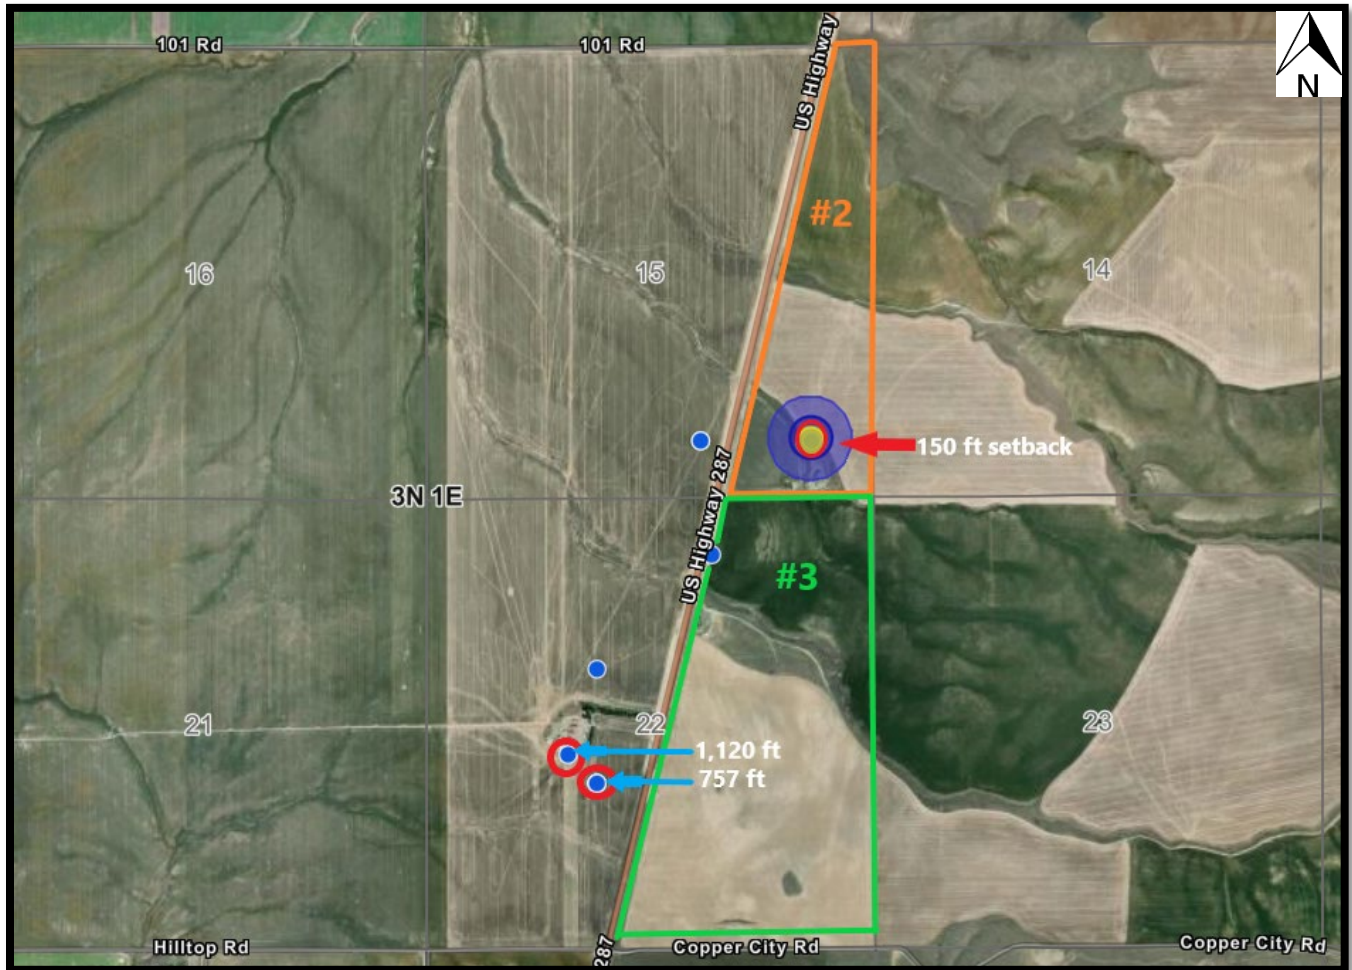 101 Rd
101 Rd
US Highway
N
#2
16
15
14
150 ft setback
3N 1E
US Highway 287
#3
21
22
23
1,120 ft
757 ft
Hilltop Rd
287
Copper City Rd
Copper City Rd